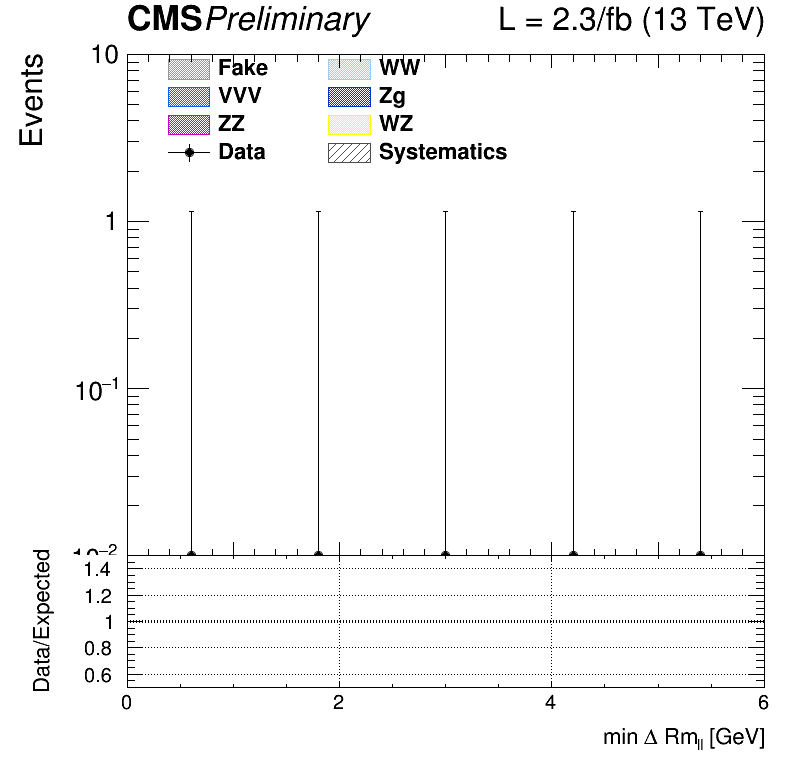 CMS Preliminary L = 2.3/fb (13 TeV)
Events
10
1
10⁻¹
Fake WW
VVV Zg
ZZ WZ
Data Systematics
Data/Expected
1.4
1.2
1
0.8
0.6
0 2 4 6
min Δ Rm_ll [GeV]